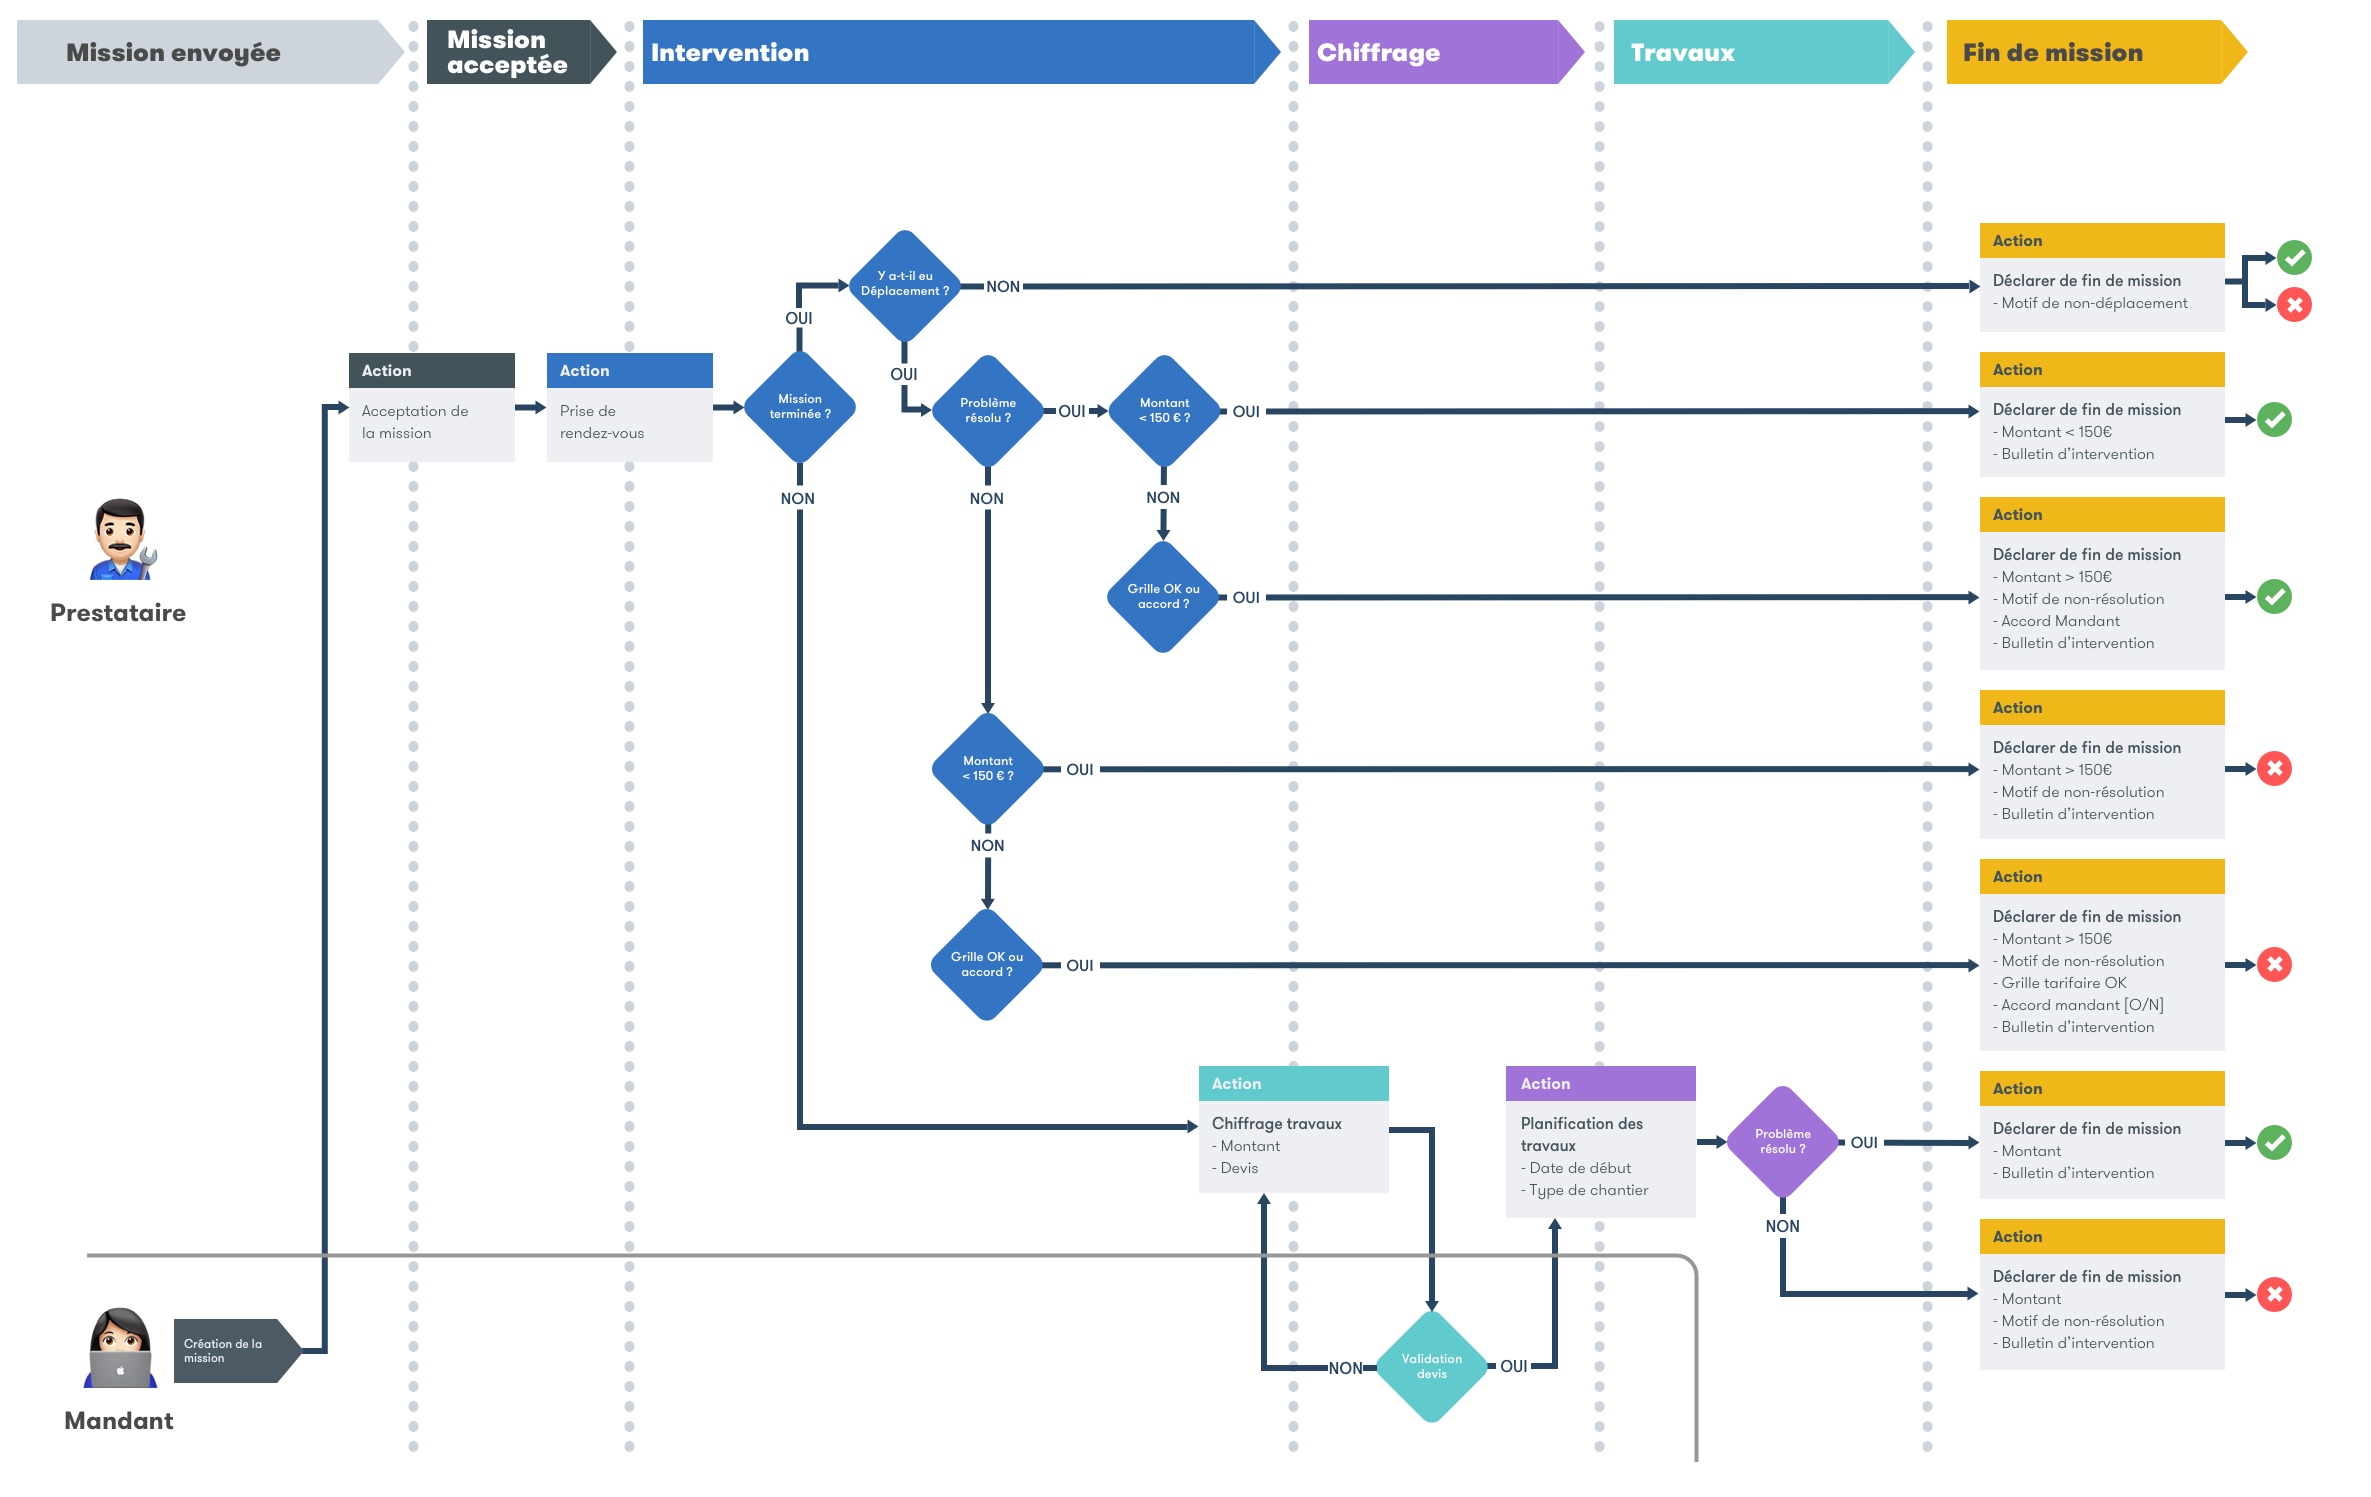 Mission envoyée
Mission
acceptée
Intervention
Chiffrage
Travaux
Fin de mission
Y a-t-il eu
Déplacement ?
NON
OUI
OUI
Action
Déclarer de fin de mission
- Motif de non-déplacement
Action
Acceptation de
la mission
Action
Prise de
rendez-vous
Mission
terminée ?
NON
Problème
résolu ?
OUI
NON
Montant
< 150 € ?
OUI
NON
Action
Déclarer de fin de mission
- Montant < 150€
- Bulletin d'intervention
Grille OK ou
accord ?
OUI
Action
Déclarer de fin de mission
- Montant > 150€
- Motif de non-résolution
- Accord Mandant
- Bulletin d'intervention
Prestataire
Montant
< 150 € ?
OUI
NON
Action
Déclarer de fin de mission
- Montant > 150€
- Motif de non-résolution
- Bulletin d'intervention
Grille OK ou
accord ?
OUI
Action
Déclarer de fin de mission
- Montant > 150€
- Motif de non-résolution
- Grille tarifaire OK
- Accord mandant [O/N]
- Bulletin d'intervention
Action
Chiffrage travaux
- Montant
- Devis
Action
Planification des
travaux
- Date de début
- Type de chantier
Problème
résolu ?
OUI
NON
Action
Déclarer de fin de mission
- Montant
- Bulletin d'intervention
Action
Déclarer de fin de mission
- Montant
- Motif de non-résolution
- Bulletin d'intervention
Création de la
mission
Mandant
NON
Validation
devis
OUI